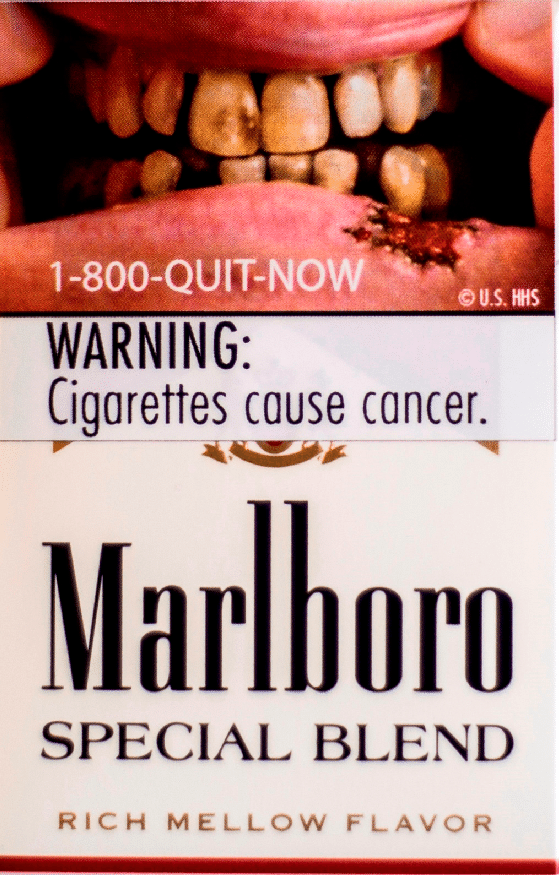 1-800-QUIT-NOW
© U.S. HHS
WARNING:
Cigarettes cause cancer.
Marlboro
SPECIAL BLEND
RICH MELLOW FLAVOR